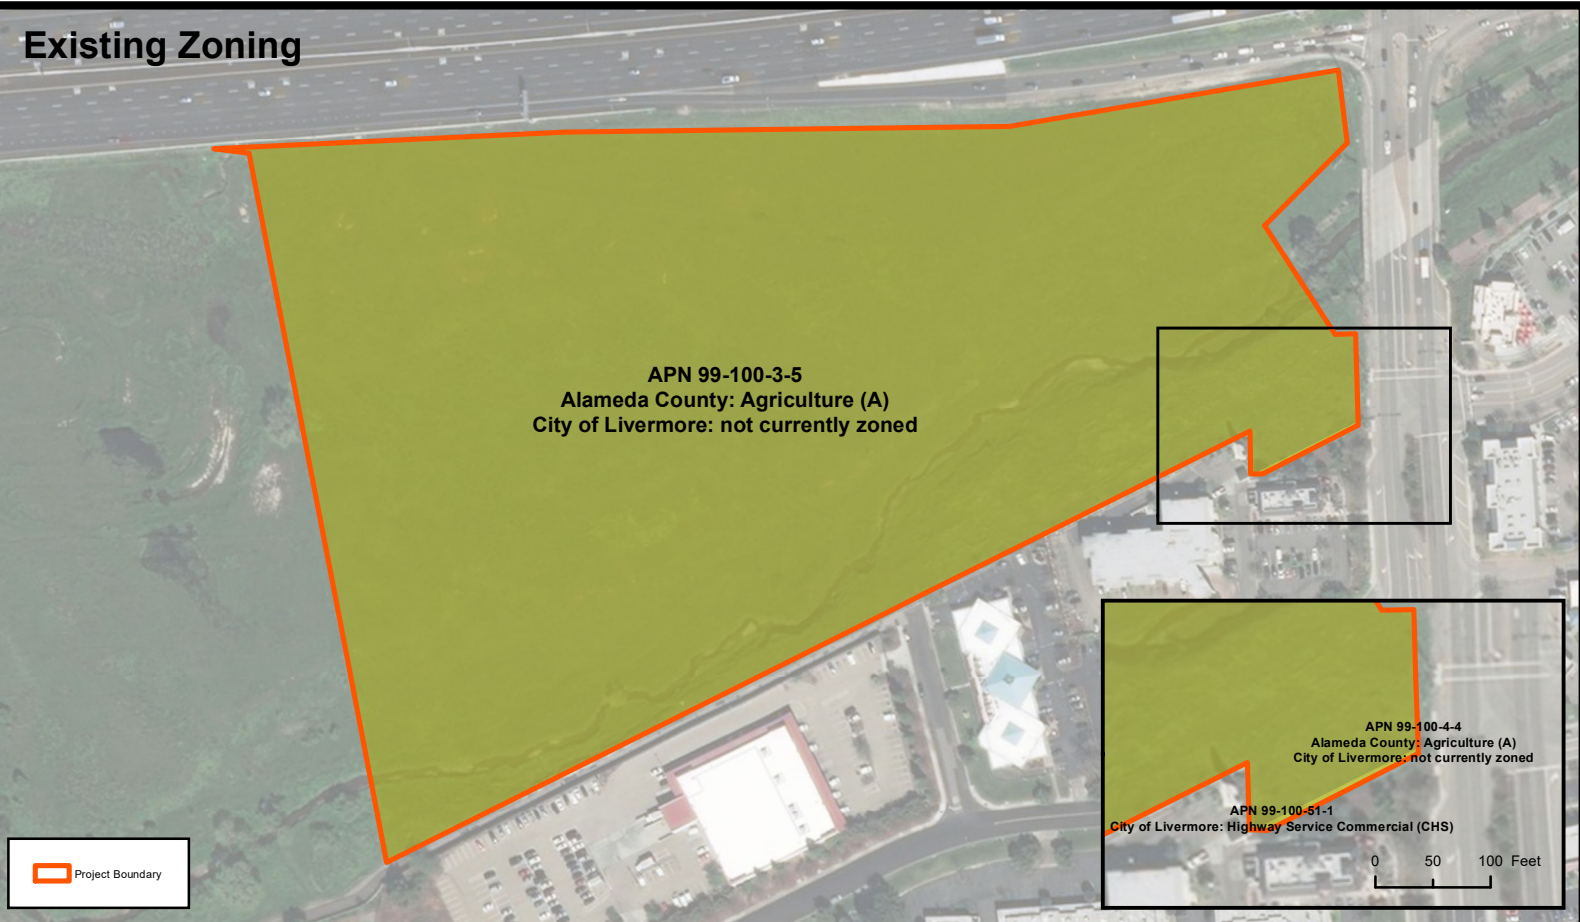 Existing Zoning
APN 99-100-3-5
Alameda County: Agriculture (A)
City of Livermore: not currently zoned
APN 99-100-4-4
Alameda County: Agriculture (A)
City of Livermore: not currently zoned
APN 99-100-51-1
City of Livermore: Highway Service Commercial (CHS)
0 50 100 Feet
Project Boundary